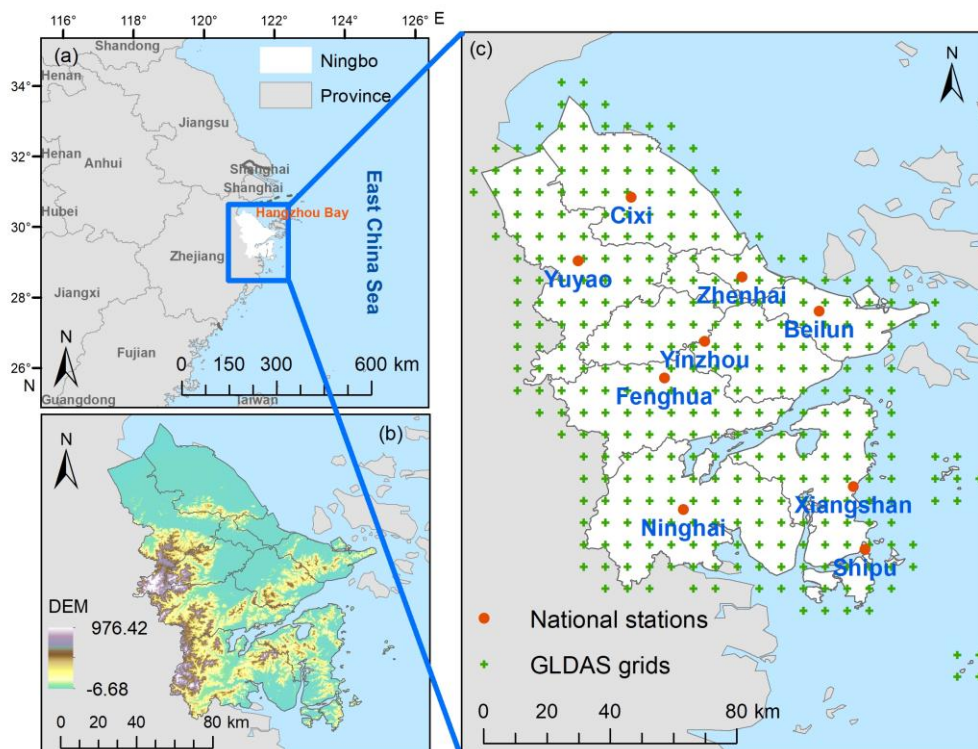 116° 118° 120° 122° 124° 126° E
(a)
Shandong
Ningbo
Province
34°
Henan
Jiangsu
32°
Henan
Anhui
Shanghai
Shanghai
Hubei
30°
Hangzhou Bay
Zhejiang
East China Sea
28°
Jiangxi
N
Fujian
0 150 300 600 km
26°
N
Guangdong
Taiwan
(b)
N
DEM
976.42
-6.68
0 20 40 80 km
(c)
N
Cixi
Yuyao
Zhenhai
Beilun
Yinzhou
Fenghua
Xiangshan
Ninghai
Shipu
National stations
GLDAS grids
0 20 40 80 km